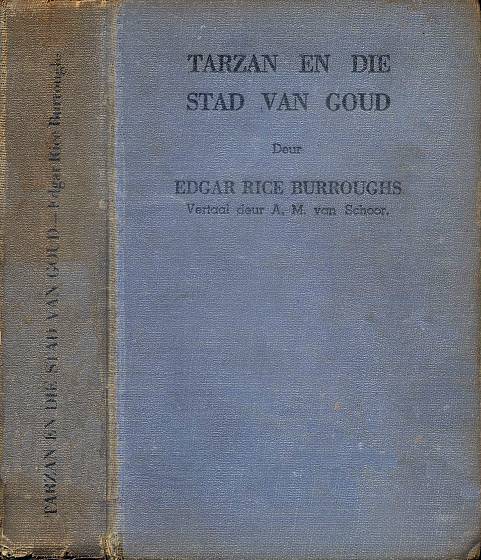 TARZAN EN DIE
STAD VAN GOUD
Deur
EDGAR RICE BURROUGHS
Vertaal deur A. M. van Schoor.
TARZAN EN DIE STAD VAN GOUD—Edgar Rice Burroughs